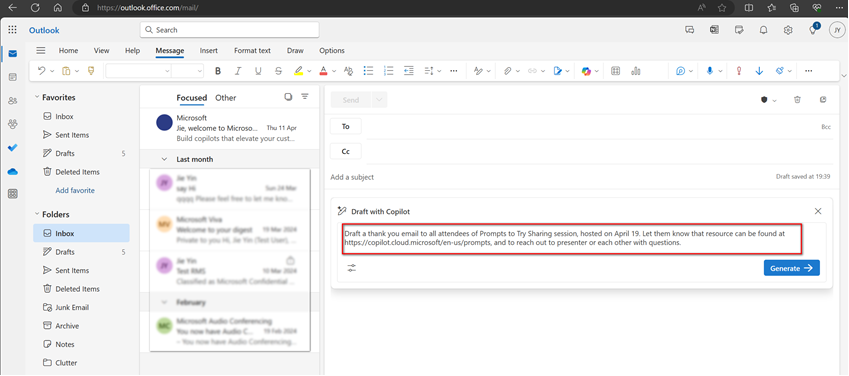 https://outlook.office.com/mail/
Outlook
Search
1
JY
Home View Help Message Insert Format text Draw Options
Favorites
Inbox
Sent Items
Drafts 5
Deleted Items
Add favorite
Folders
Inbox
Drafts 5
Sent Items
Deleted Items
Junk Email
Archive
Notes
Clutter
Focused Other
Microsoft
Jie, welcome to Microso... Thu 11 Apr
Build copilots that elevate your cust...
Last month
Jie Yin
say Hi Sun 24 Mar
qqqq Please feel free to let me kno...
MV
Microsoft Viva
Welcome to your digest 19 Mar 2024
Private to you Hi, Jie Yin (Test User), ...
Jie Yin
Test RMS 10 Mar 2024
Classified as Microsoft Confidential
February
MC
Microsoft Audio Conferencing
You now have Audio C... 19 Feb 2024
~ You now have Audio Conferencing...
Send
To Bcc
Cc
Add a subject Draft saved at 19:39
Draft with Copilot
Draft a thank you email to all attendees of Prompts to Try Sharing session, hosted on April 19. Let them know that resource can be found at
https://copilot.cloud.microsoft/en-us/prompts, and to reach out to presenter or each other with questions.
Generate